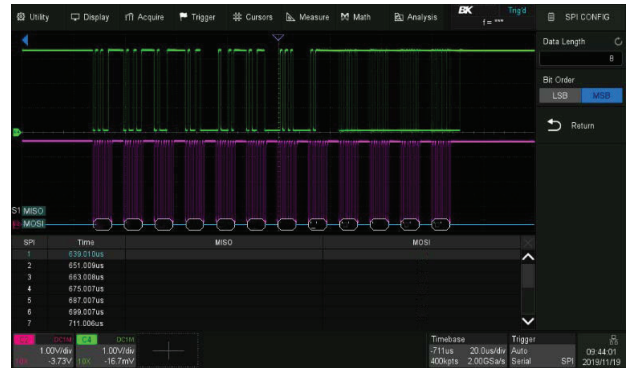 Utility Display Acquire Trigger Cursors Measure Math Analysis BK Trig'd SPI CONFIG
f = ***
Data Length
8
Bit Order
LSB MSB
Return
S1 MISO
MOSI
SPI Time MISO MOSI
1 639.010us
2 651.009us
3 663.008us
4 675.007us
5 687.007us
6 699.007us
7 711.006us
DC1M C4 DC1M Timebase Trigger
1.00V/div 1.00V/div -711us 20.0us/div Auto 09:44:01
10X -3.73V 10X -16.7mV 400kpts 2.00GSa/s Serial SPI 2019/11/19